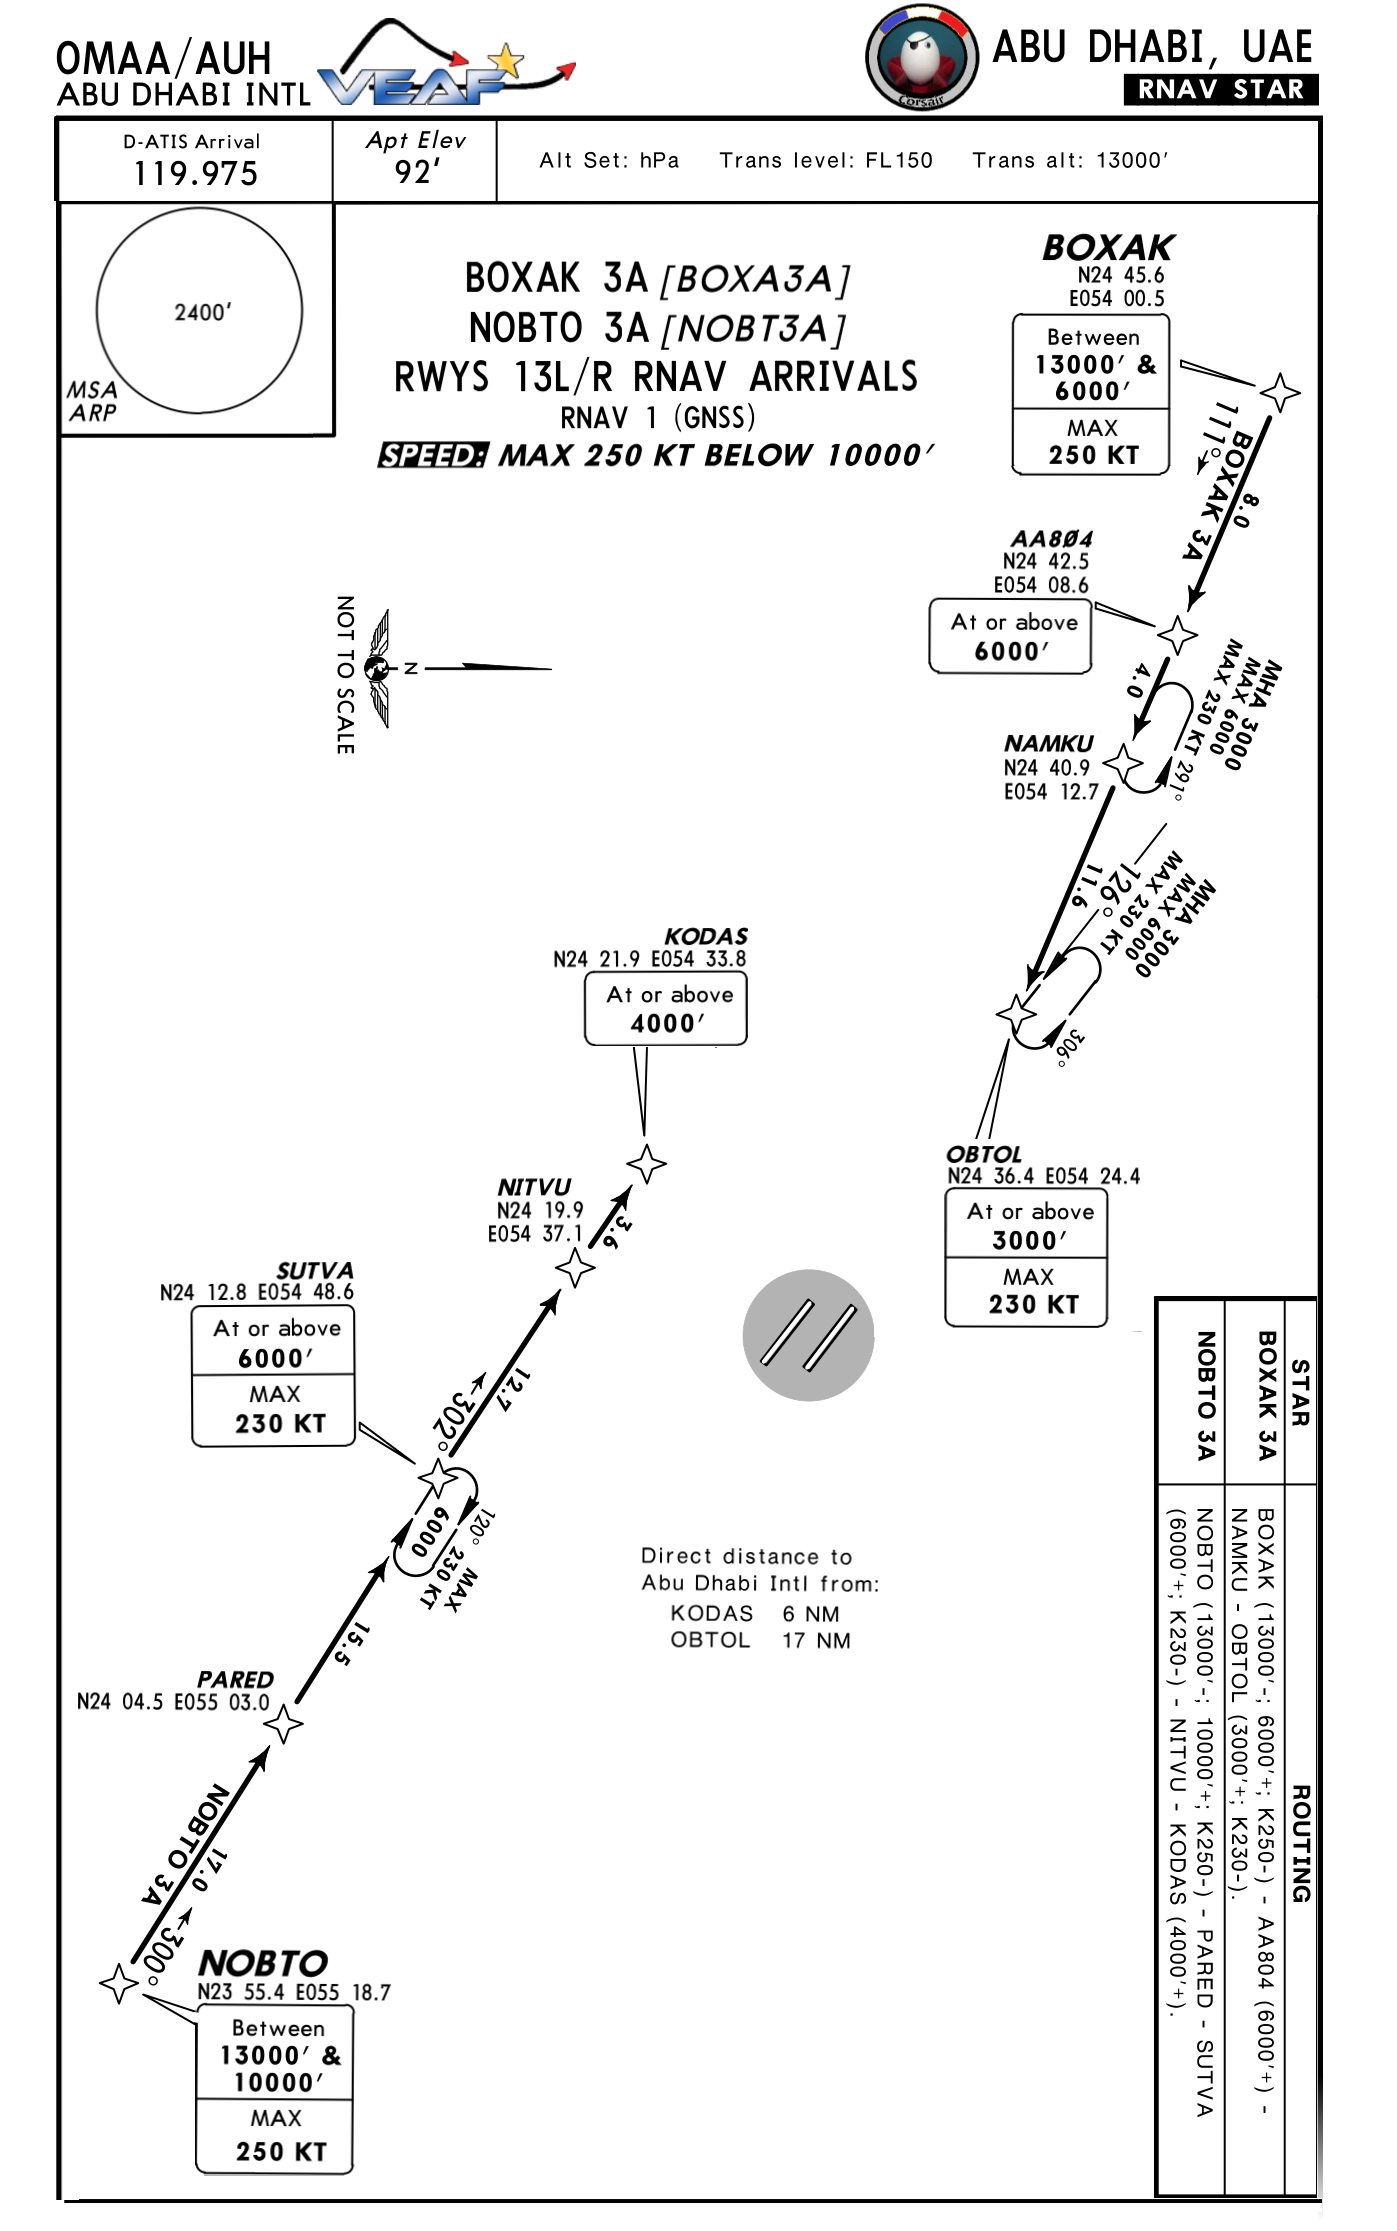 OMAA/AUH
ABU DHABI INTL
VEAF
Corsair
ABU DHABI, UAE
RNAV STAR
D-ATIS Arrival
119.975
Apt Elev
92'
Alt Set: hPa Trans level: FL150 Trans alt: 13000'
2400'
MSA
ARP
BOXAK 3A [BOXA3A]
NOBTO 3A [NOBT3A]
RWYS 13L/R RNAV ARRIVALS
RNAV 1 (GNSS)
SPEED: MAX 250 KT BELOW 10000'
BOXAK
N24 45.6
E054 00.5
Between
13000' &
6000'
MAX
250 KT
111°
BOXAK 3A
8.0
AA8Ø4
N24 42.5
E054 08.6
At or above
6000'
4.0
MHA 3000
MAX 6000
MAX 230 KT
291°
NOT TO SCALE
N
NAMKU
N24 40.9
E054 12.7
11.6
126°
MHA 3000
MAX 6000
MAX 230 KT
306°
KODAS
N24 21.9 E054 33.8
At or above
4000'
OBTOL
N24 36.4 E054 24.4
At or above
3000'
MAX
230 KT
NITVU
N24 19.9
E054 37.1
3.6
SUTVA
N24 12.8 E054 48.6
At or above
6000'
MAX
230 KT
302°
12.7
6000
120°
MAX
230 KT
15.5
Direct distance to
Abu Dhabi Intl from:
KODAS 6 NM
OBTOL 17 NM
PARED
N24 04.5 E055 03.0
NOBTO 3A
17.0
300°
NOBTO
N23 55.4 E055 18.7
Between
13000' &
10000'
MAX
250 KT
STAR ROUTING
BOXAK 3A BOXAK (13000'-; 6000'+; K250-) - AA804 (6000'+) -
NAMKU - OBTOL (3000'+; K230-).
NOBTO 3A NOBTO (13000'-; 10000'+; K250-) - PARED - SUTVA
(6000'+; K230-) - NITVU - KODAS (4000'+).